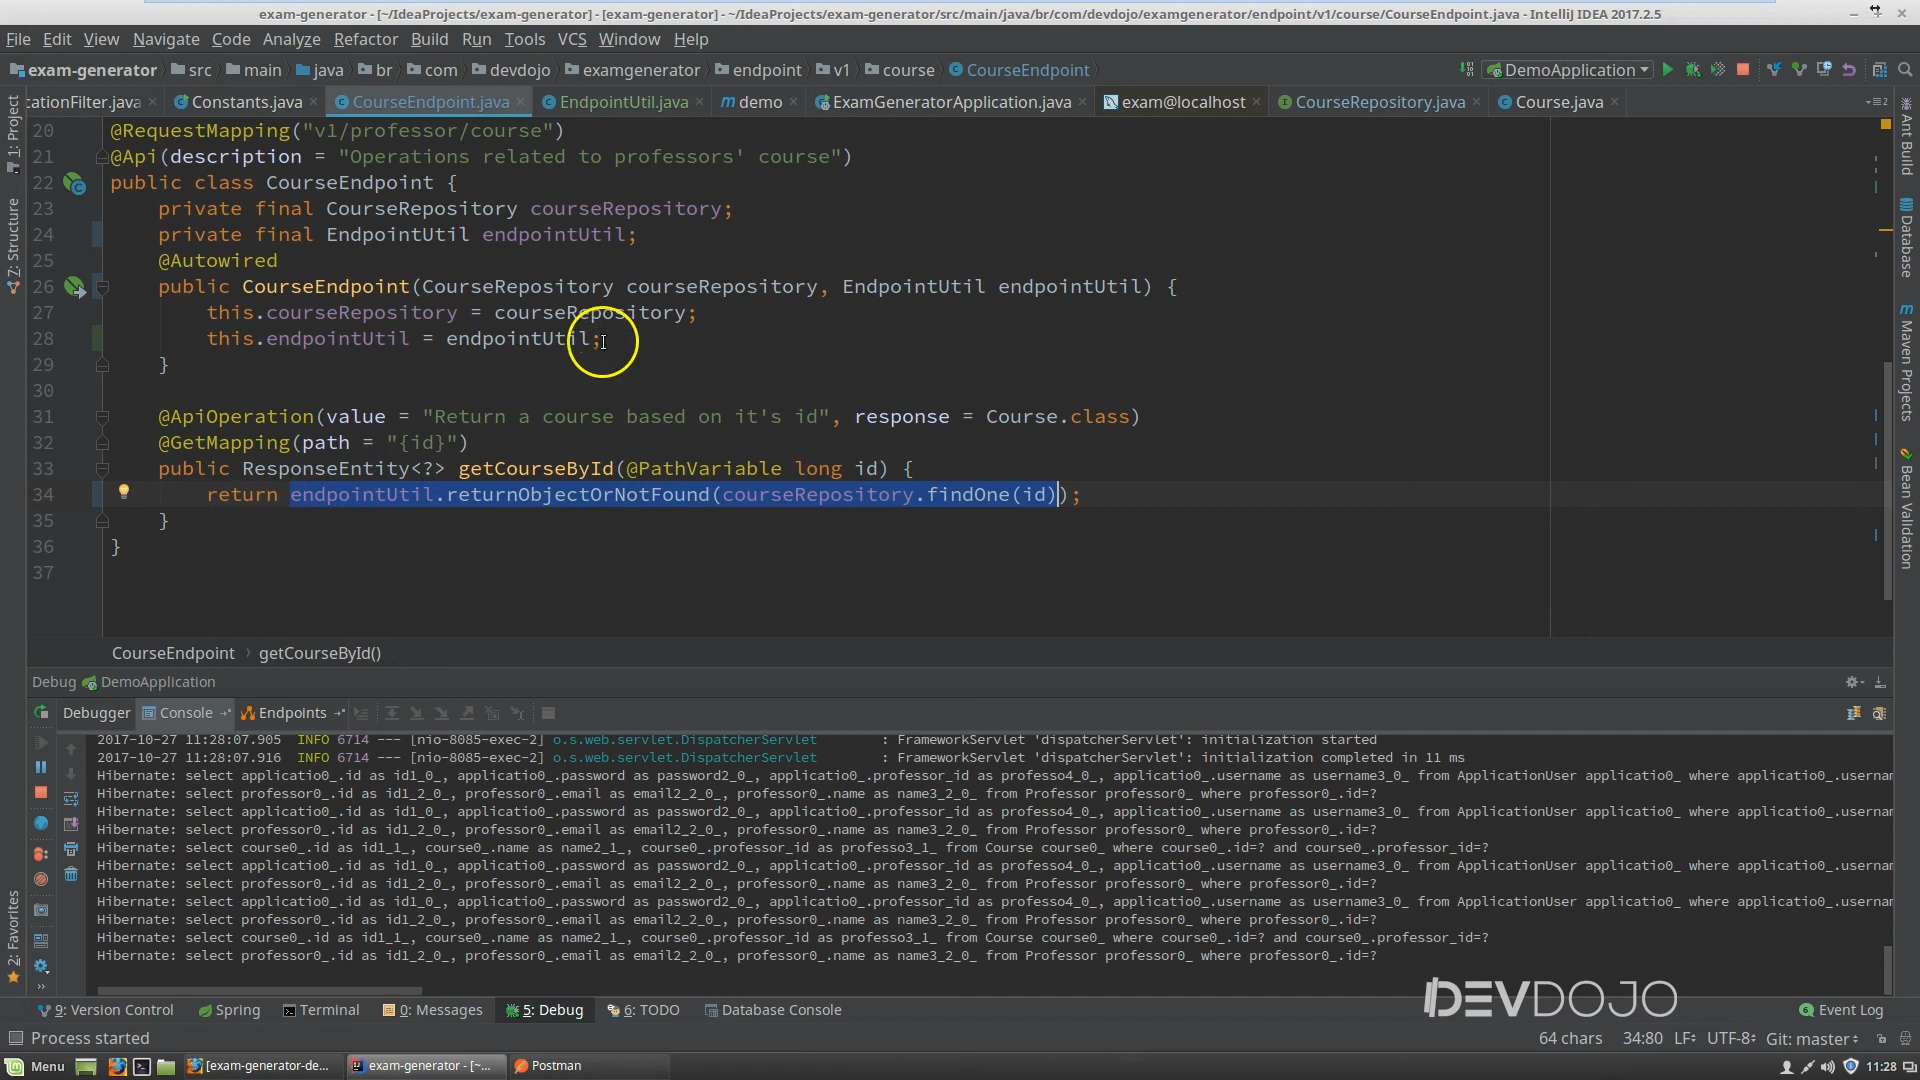 exam-generator - [~/IdeaProjects/exam-generator] - [exam-generator] - ~/IdeaProjects/exam-generator/src/main/java/br/com/devdojo/examgenerator/endpoint/v1/course/CourseEndpoint.java - IntelliJ IDEA 2017.2.5
File Edit View Navigate Code Analyze Refactor Build Run Tools VCS Window Help
exam-generator src main java br com devdojo examgenerator endpoint v1 course CourseEndpoint DemoApplication
cationFilter.java Constants.java CourseEndpoint.java EndpointUtil.java demo ExamGeneratorApplication.java exam@localhost CourseRepository.java Course.java
1: Project
7: Structure
2: Favorites
Ant Build
Database
Maven Projects
Bean Validation
20 @RequestMapping("v1/professor/course")
21 @Api(description = "Operations related to professors' course")
22 public class CourseEndpoint {
23 private final CourseRepository courseRepository;
24 private final EndpointUtil endpointUtil;
25 @Autowired
26 public CourseEndpoint(CourseRepository courseRepository, EndpointUtil endpointUtil) {
27 this.courseRepository = courseRepository;
28 this.endpointUtil = endpointUtil;
29 }
30
31 @ApiOperation(value = "Return a course based on it's id", response = Course.class)
32 @GetMapping(path = "{id}")
33 public ResponseEntity<?> getCourseById(@PathVariable long id) {
34 return endpointUtil.returnObjectOrNotFound(courseRepository.findOne(id));
35 }
36 }
37
CourseEndpoint getCourseById()
Debug DemoApplication
Debugger Console Endpoints
2017-10-27 11:28:07.905 INFO 6714 --- [nio-8085-exec-2] o.s.web.servlet.DispatcherServlet : FrameworkServlet 'dispatcherServlet': initialization started
2017-10-27 11:28:07.916 INFO 6714 --- [nio-8085-exec-2] o.s.web.servlet.DispatcherServlet : FrameworkServlet 'dispatcherServlet': initialization completed in 11 ms
Hibernate: select applicatio0_.id as id1_0_, applicatio0_.password as password2_0_, applicatio0_.professor_id as professo4_0_, applicatio0_.username as username3_0_ from ApplicationUser applicatio0_ where applicatio0_.usernam
Hibernate: select professor0_.id as id1_2_0_, professor0_.email as email2_2_0_, professor0_.name as name3_2_0_ from Professor professor0_ where professor0_.id=?
Hibernate: select applicatio0_.id as id1_0_, applicatio0_.password as password2_0_, applicatio0_.professor_id as professo4_0_, applicatio0_.username as username3_0_ from ApplicationUser applicatio0_ where applicatio0_.usernam
Hibernate: select professor0_.id as id1_2_0_, professor0_.email as email2_2_0_, professor0_.name as name3_2_0_ from Professor professor0_ where professor0_.id=?
Hibernate: select course0_.id as id1_1_, course0_.name as name2_1_, course0_.professor_id as professo3_1_ from Course course0_ where course0_.id=? and course0_.professor_id=?
Hibernate: select applicatio0_.id as id1_0_, applicatio0_.password as password2_0_, applicatio0_.professor_id as professo4_0_, applicatio0_.username as username3_0_ from ApplicationUser applicatio0_ where applicatio0_.usernam
Hibernate: select professor0_.id as id1_2_0_, professor0_.email as email2_2_0_, professor0_.name as name3_2_0_ from Professor professor0_ where professor0_.id=?
Hibernate: select applicatio0_.id as id1_0_, applicatio0_.password as password2_0_, applicatio0_.professor_id as professo4_0_, applicatio0_.username as username3_0_ from ApplicationUser applicatio0_ where applicatio0_.usernam
Hibernate: select professor0_.id as id1_2_0_, professor0_.email as email2_2_0_, professor0_.name as name3_2_0_ from Professor professor0_ where professor0_.id=?
Hibernate: select course0_.id as id1_1_, course0_.name as name2_1_, course0_.professor_id as professo3_1_ from Course course0_ where course0_.id=? and course0_.professor_id=?
Hibernate: select professor0_.id as id1_2_0_, professor0_.email as email2_2_0_, professor0_.name as name3_2_0_ from Professor professor0_ where professor0_.id=?
DEVDOJO
9: Version Control Spring Terminal 0: Messages 5: Debug 6: TODO Database Console Event Log
Process started 64 chars 34:80 LF UTF-8 Git: master
Menu [exam-generator-de... exam-generator - [~... Postman 11:28